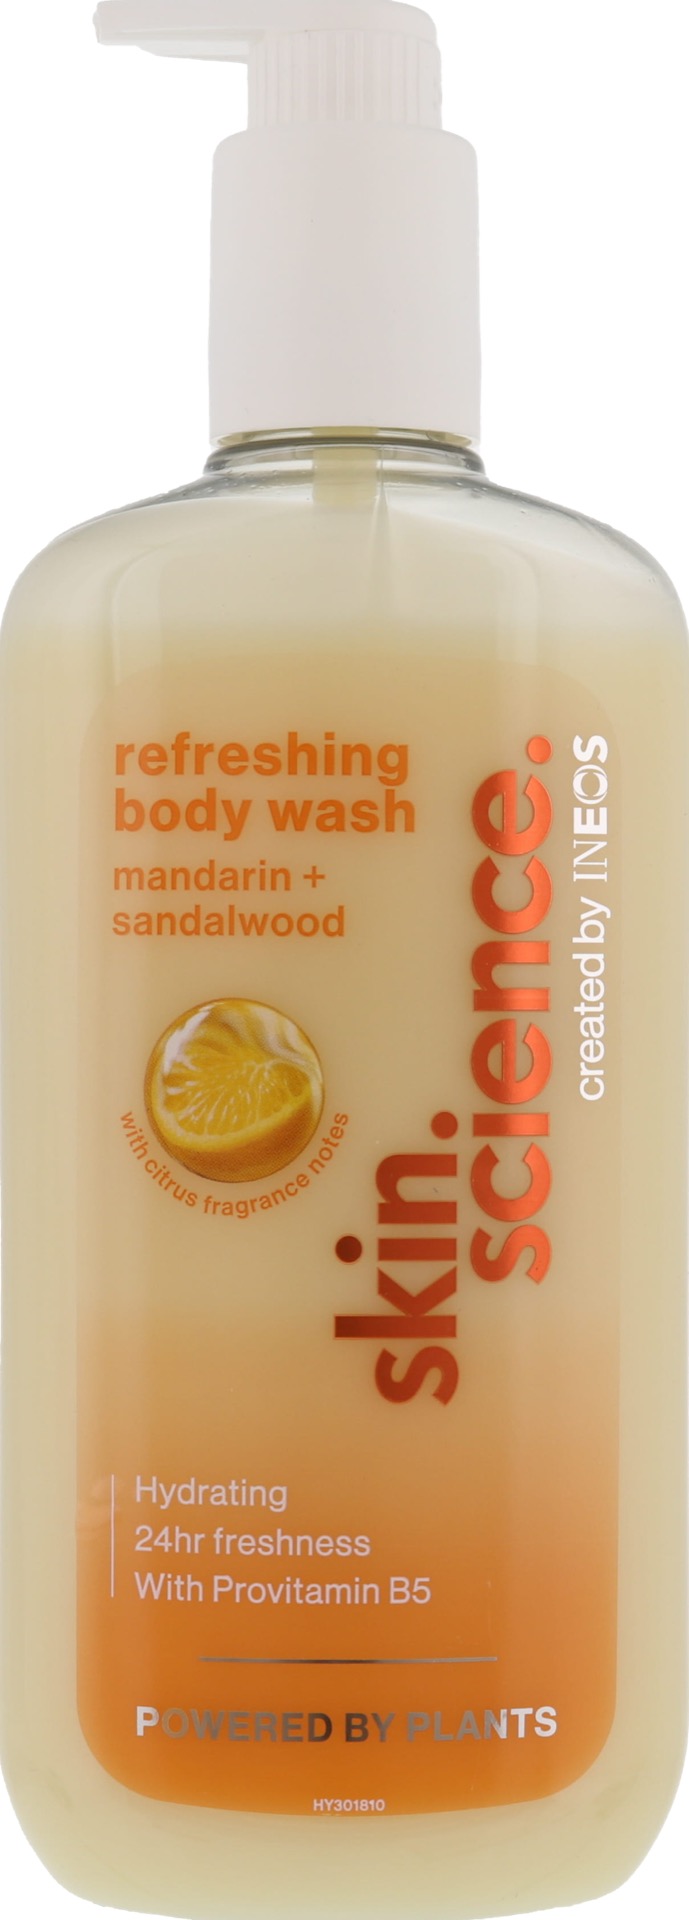 refreshing
body wash
mandarin +
sandalwood
with citrus fragrance notes
skin.
science.
created by INEOS
Hydrating
24hr freshness
With Provitamin B5
POWERED BY PLANTS
HY301810